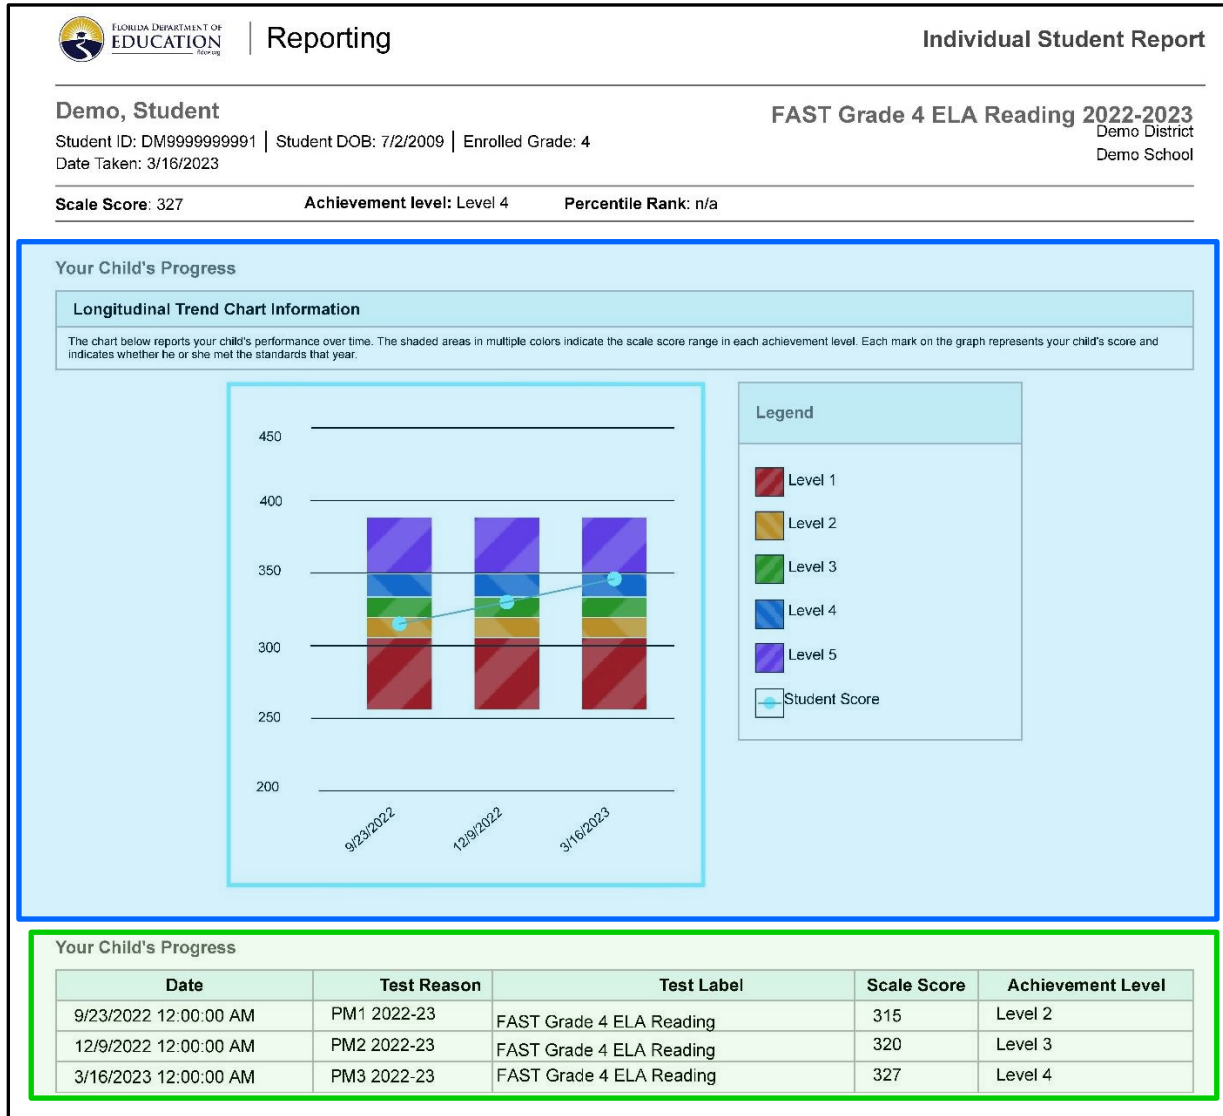 FLORIDA DEPARTMENT OF
EDUCATION
fldoe.org
Reporting
Individual Student Report
Demo, Student
FAST Grade 4 ELA Reading 2022-2023
Student ID: DM9999999991 | Student DOB: 7/2/2009 | Enrolled Grade: 4
Demo District
Date Taken: 3/16/2023
Demo School
Scale Score: 327 Achievement level: Level 4 Percentile Rank: n/a
Your Child's Progress
Longitudinal Trend Chart Information
The chart below reports your child's performance over time. The shaded areas in multiple colors indicate the scale score range in each achievement level. Each mark on the graph represents your child's score and
indicates whether he or she met the standards that year.
450
400
350
300
250
200
9/23/2022
12/9/2022
3/16/2023
Legend
Level 1
Level 2
Level 3
Level 4
Level 5
Student Score
Your Child's Progress
Date Test Reason Test Label Scale Score Achievement Level
9/23/2022 12:00:00 AM PM1 2022-23 FAST Grade 4 ELA Reading 315 Level 2
12/9/2022 12:00:00 AM PM2 2022-23 FAST Grade 4 ELA Reading 320 Level 3
3/16/2023 12:00:00 AM PM3 2022-23 FAST Grade 4 ELA Reading 327 Level 4